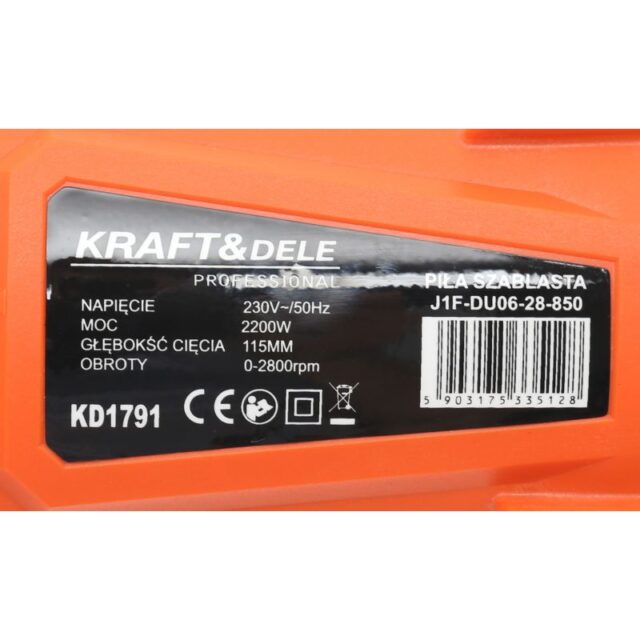 KRAFT&DELE
PROFESSIONAL
NAPIĘCIE 230V~/50Hz
MOC 2200W
GŁĘBOKŚĆ CIĘCIA 115MM
OBROTY 0-2800rpm
KD1791 CE
PIŁA SZABLASTA
J1F-DU06-28-850
5 903175 335128